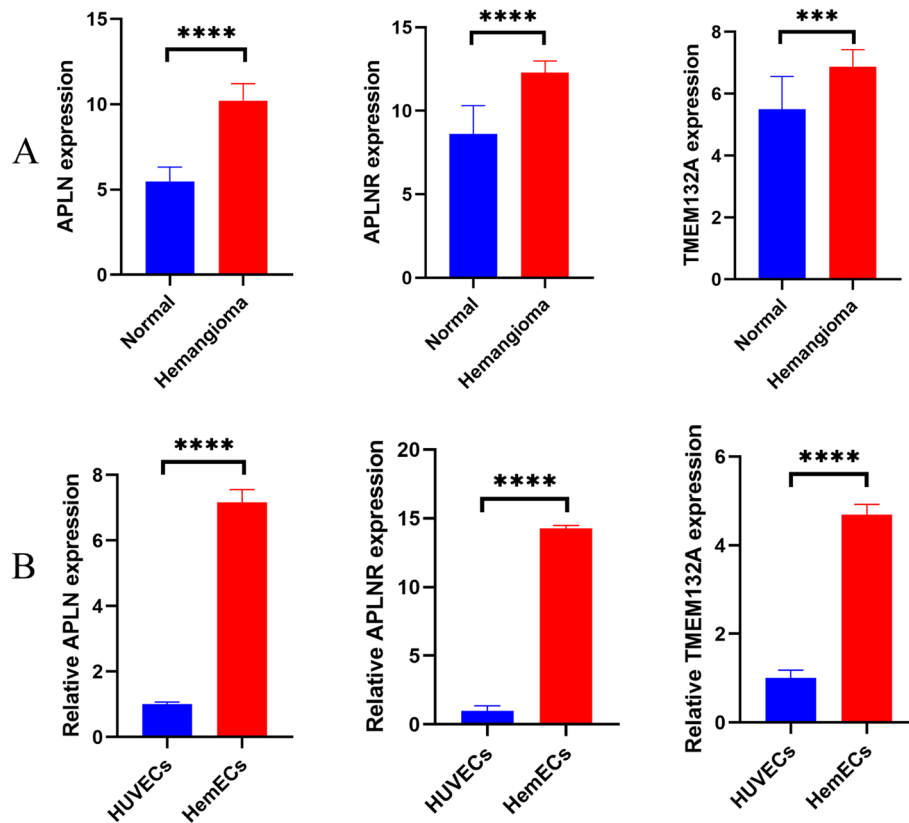 A
APLN expression
15
10
5
0
****
Normal
Hemangioma
APLNR expression
15
10
5
0
****
Normal
Hemangioma
TMEM132A expression
8
6
4
2
0
***
Normal
Hemangioma
B
Relative APLN expression
8
6
4
2
0
****
HUVECs
HemECs
Relative APLNR expression
20
15
10
5
0
****
HUVECs
HemECs
Relative TMEM132A expression
6
4
2
0
****
HUVECs
HemECs